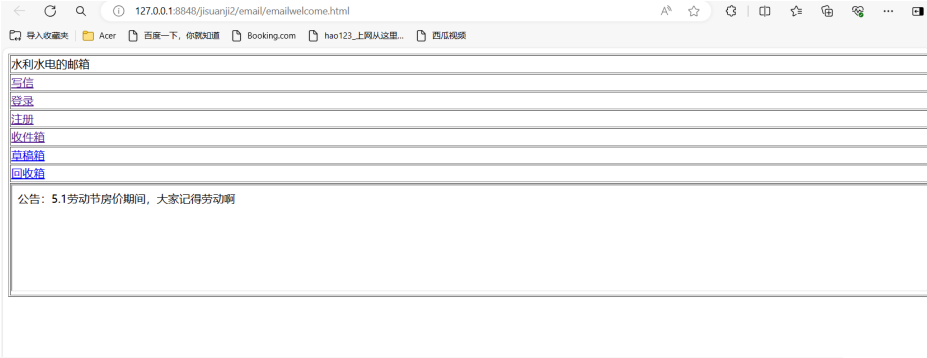 127.0.0.1:8848/jisuanji2/email/emailwelcome.html
导入收藏夹 Acer 百度一下，你就知道 Booking.com hao123_上网从这里... 西瓜视频
水利水电的邮箱
写信
登录
注册
收件箱
草稿箱
回收箱
公告：5.1劳动节房价期间，大家记得劳动啊